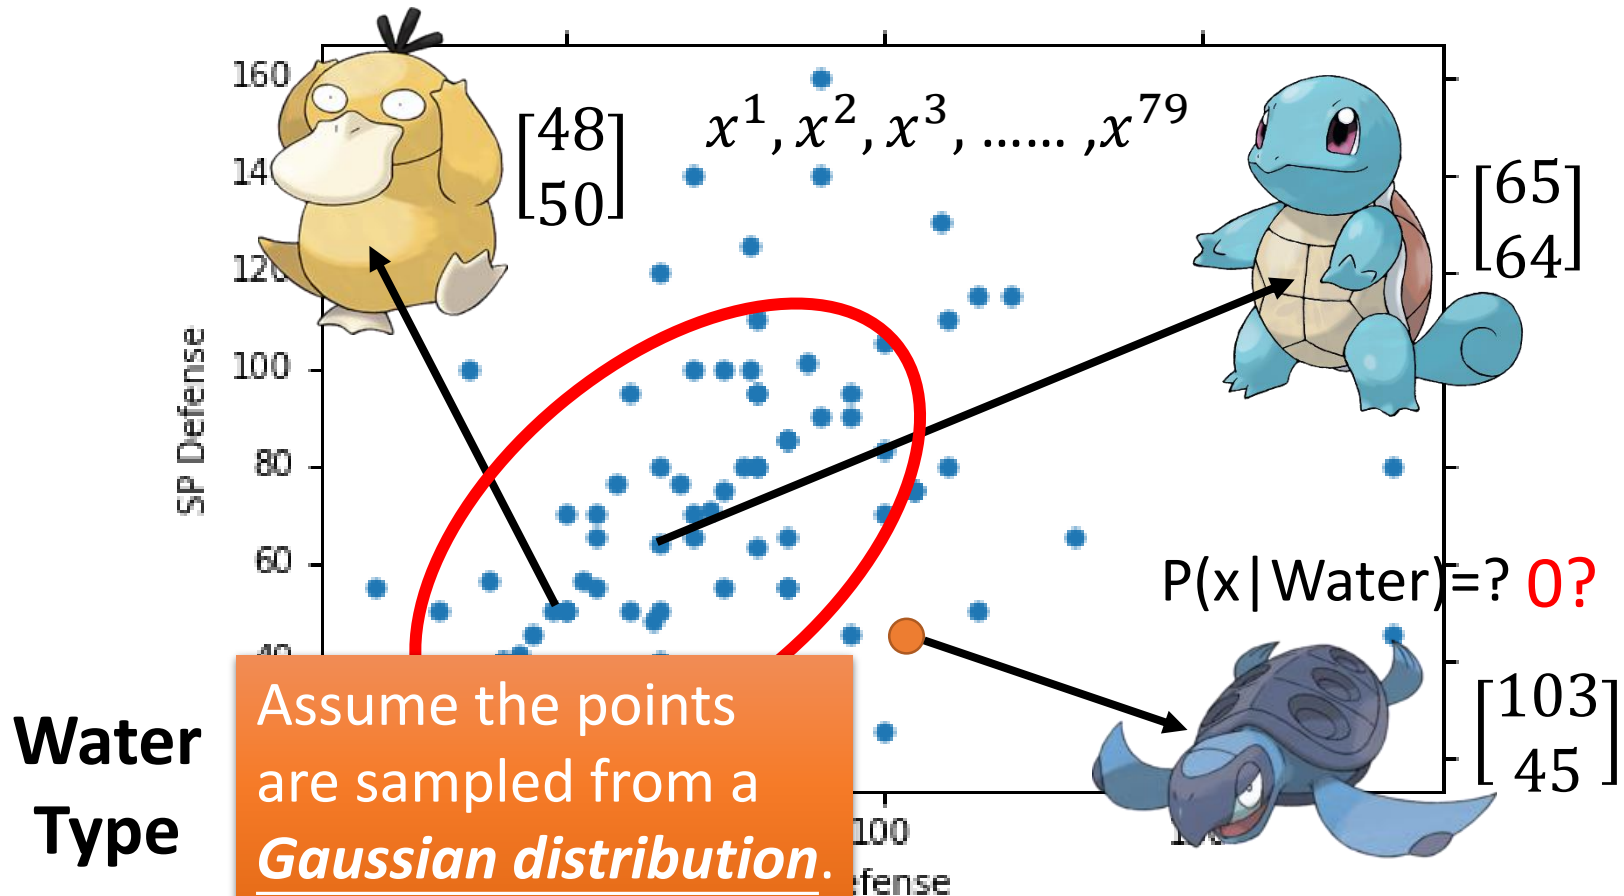 160
[48
50]
x¹, x², x³, …… , x⁷⁹
14
[65
64]
120
SP Defense
100
80
60
P(x|Water)=? 0?
40
[103
45]
Water
Type
Assume the points
are sampled from a
Gaussian distribution.
100
efense